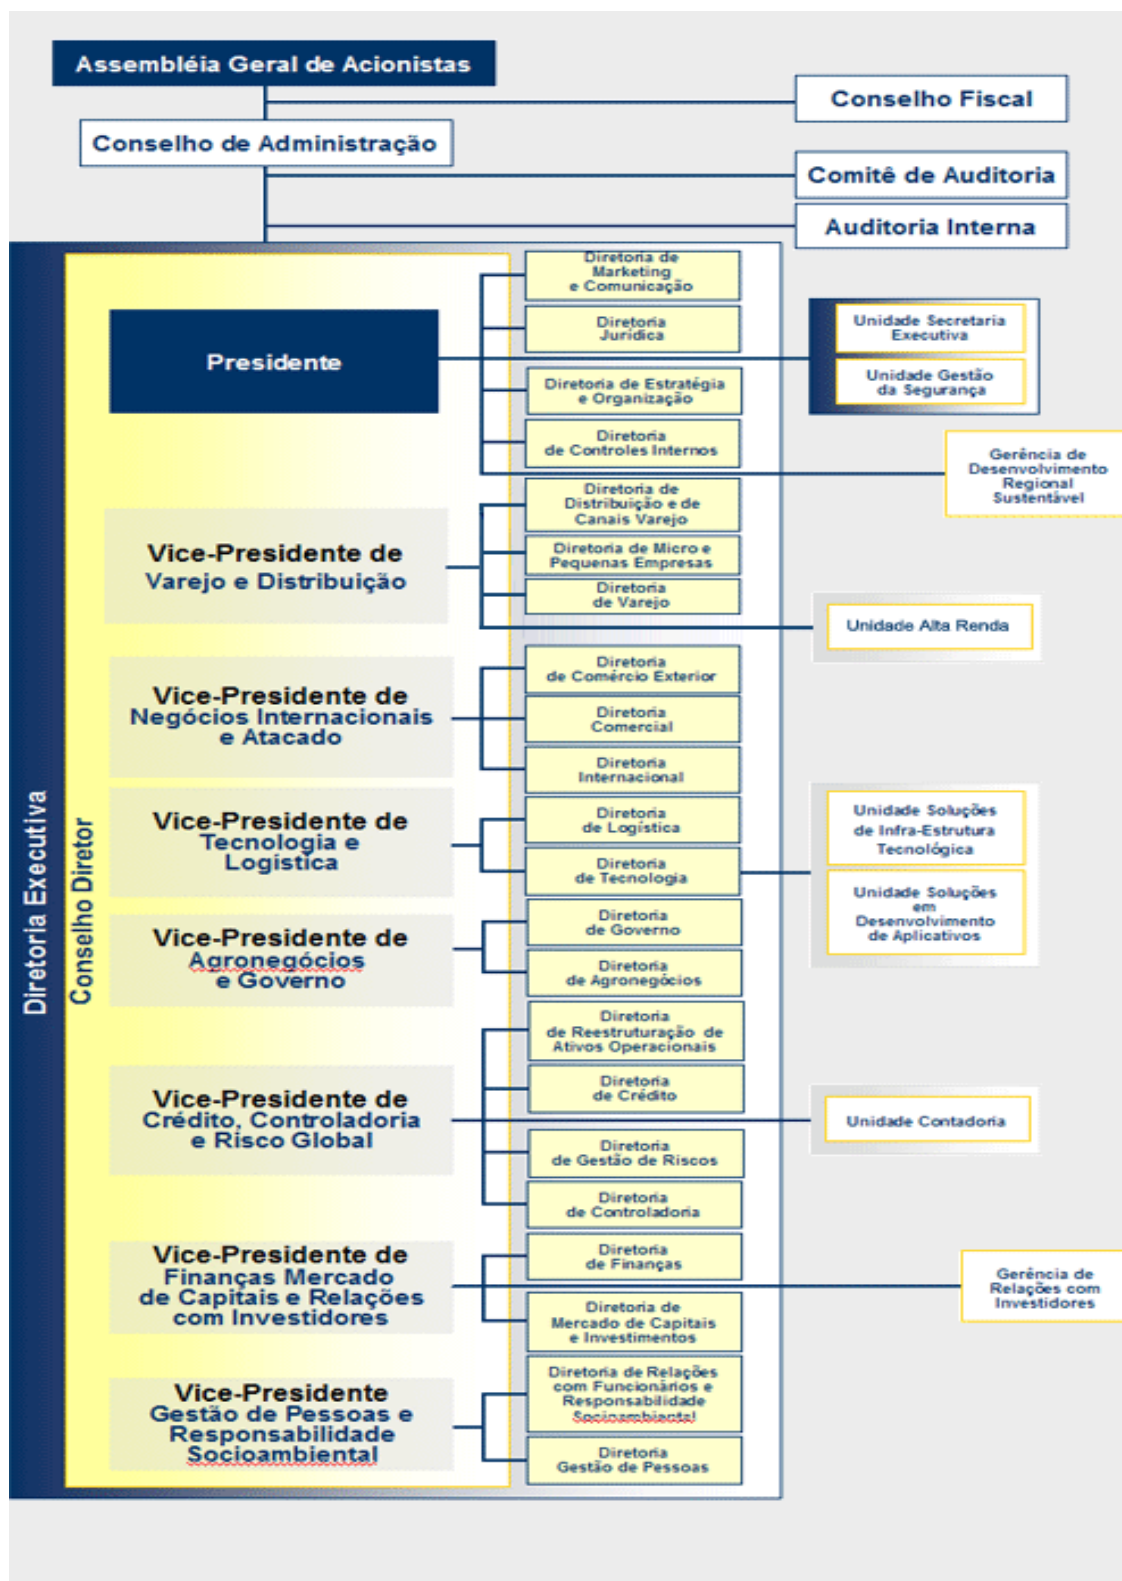 Assembléia Geral de Acionistas
Conselho Fiscal
Conselho de Administração
Comitê de Auditoria
Auditoria Interna
Diretoria Executiva
Conselho Diretor
Presidente
Diretoria de
Marketing
e Comunicação
Diretoria
Jurídica
Diretoria de Estratégia
e Organização
Diretoria
de Controles Internos
Unidade Secretaria
Executiva
Unidade Gestão
da Segurança
Gerência de
Desenvolvimento
Regional
Sustentável
Vice-Presidente de
Varejo e Distribuição
Diretoria de
Distribuição e de
Canais Varejo
Diretoria de Micro e
Pequenas Empresas
Diretoria
de Varejo
Unidade Alta Renda
Vice-Presidente de
Negócios Internacionais
e Atacado
Diretoria
de Comércio Exterior
Diretoria
Comercial
Diretoria
Internacional
Vice-Presidente de
Tecnologia e
Logística
Diretoria
de Logística
Diretoria
de Tecnologia
Unidade Soluções
de Infra-Estrutura
Tecnológica
Unidade Soluções
em
Desenvolvimento
de Aplicativos
Vice-Presidente de
Agronegócios
e Governo
Diretoria
de Governo
Diretoria
de Agronegócios
Vice-Presidente de
Crédito, Controladoria
e Risco Global
Diretoria
de Reestruturação de
Ativos Operacionais
Diretoria
de Crédito
Diretoria
de Gestão de Riscos
Diretoria
de Controladoria
Unidade Contadoria
Vice-Presidente de
Finanças Mercado
de Capitais e Relações
com Investidores
Diretoria
de Finanças
Diretoria de
Mercado de Capitais
e Investimentos
Gerência de
Relações com
Investidores
Vice-Presidente
Gestão de Pessoas e
Responsabilidade
Socioambiental
Diretoria de Relações
com Funcionários e
Responsabilidade
Socioambiental
Diretoria
Gestão de Pessoas